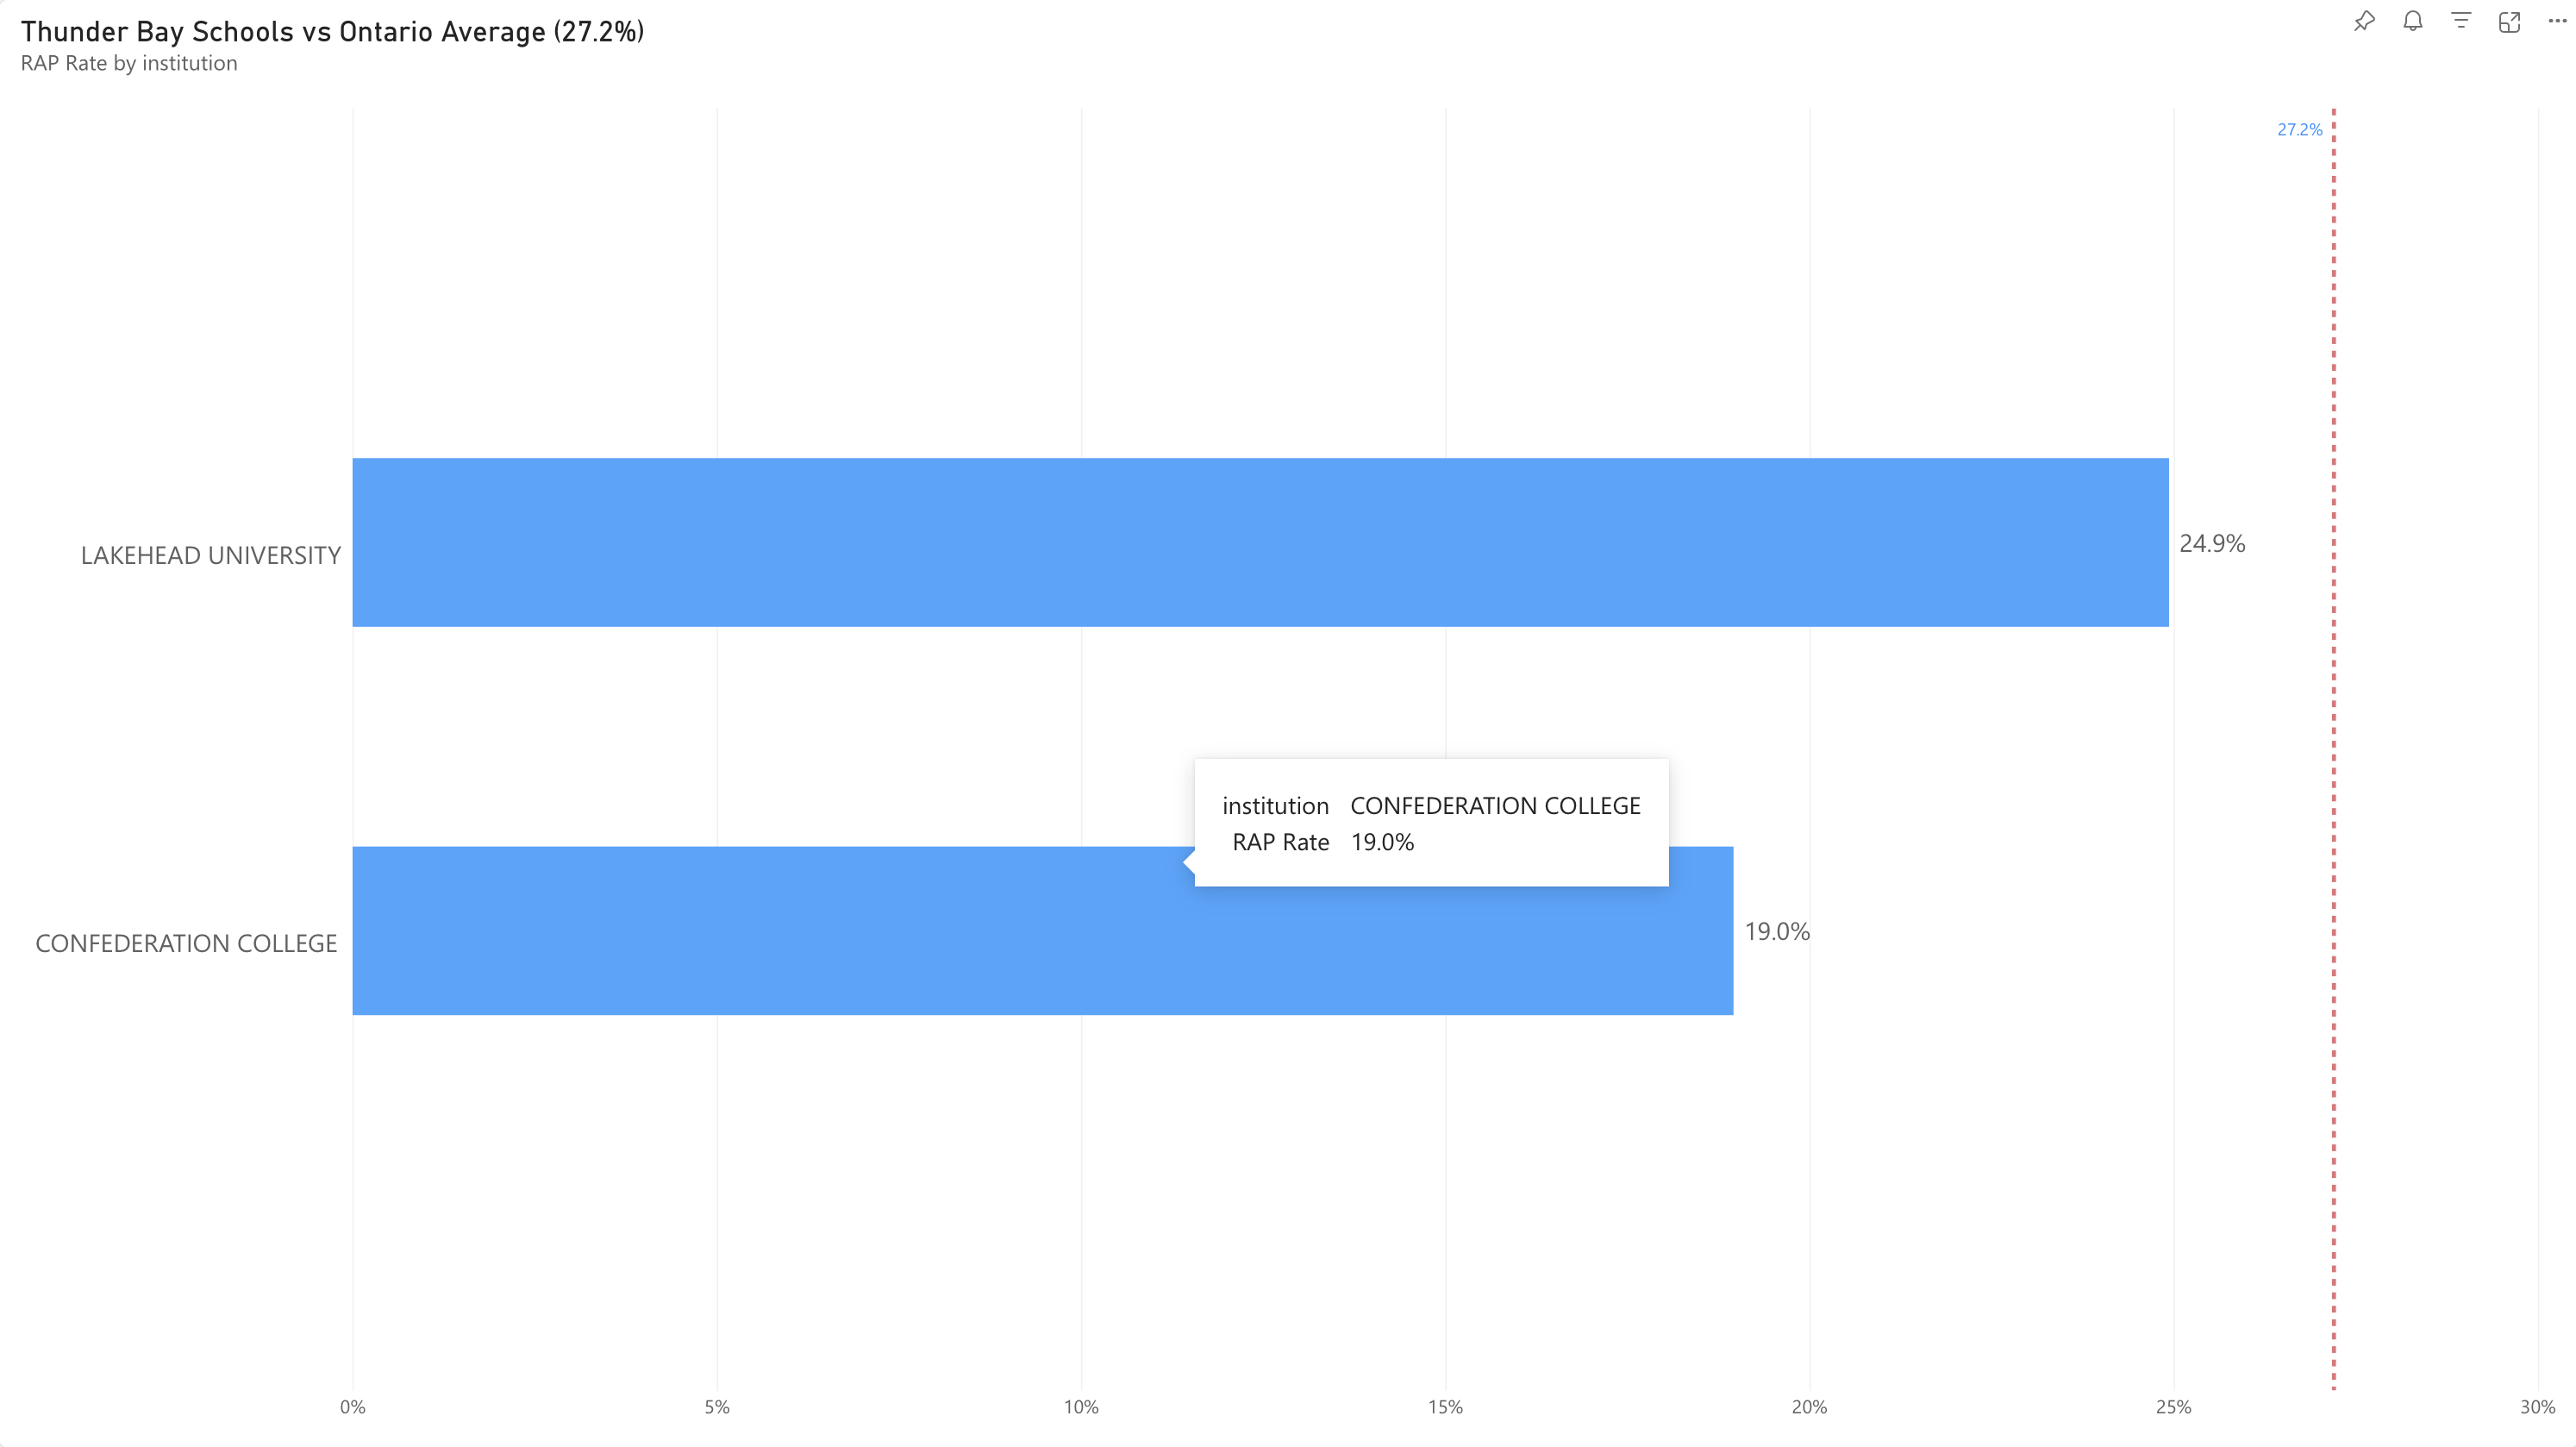 Thunder Bay Schools vs Ontario Average (27.2%)
RAP Rate by institution
27.2%
LAKEHEAD UNIVERSITY
24.9%
institution CONFEDERATION COLLEGE
RAP Rate 19.0%
CONFEDERATION COLLEGE
19.0%
0% 5% 10% 15% 20% 25% 30%